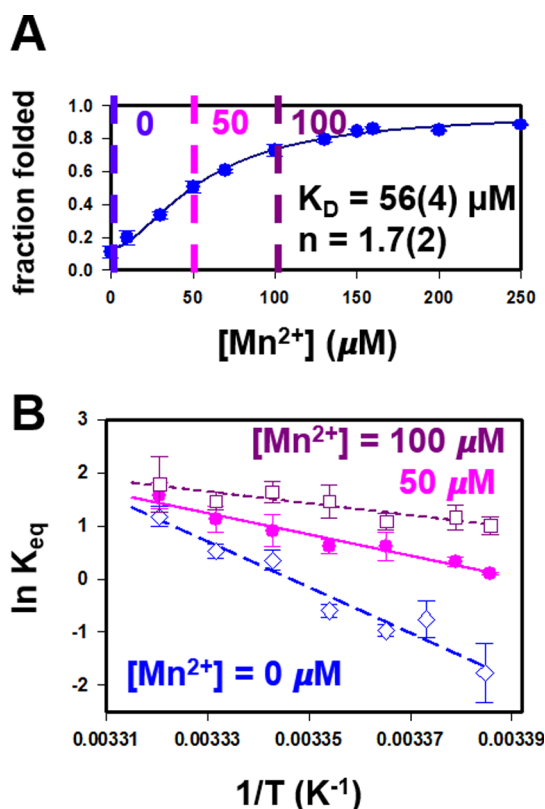 A
fraction folded
1.0
0.8
0.6
0.4
0.2
0.0
0 50 100
K_D = 56(4) µM
n = 1.7(2)
0 50 100 150 200 250
[Mn²⁺] (µM)
B
ln K_eq
3
2
1
0
-1
-2
[Mn²⁺] = 100 µM
50 µM
[Mn²⁺] = 0 µM
0.00331 0.00333 0.00335 0.00337 0.00339
1/T (K⁻¹)